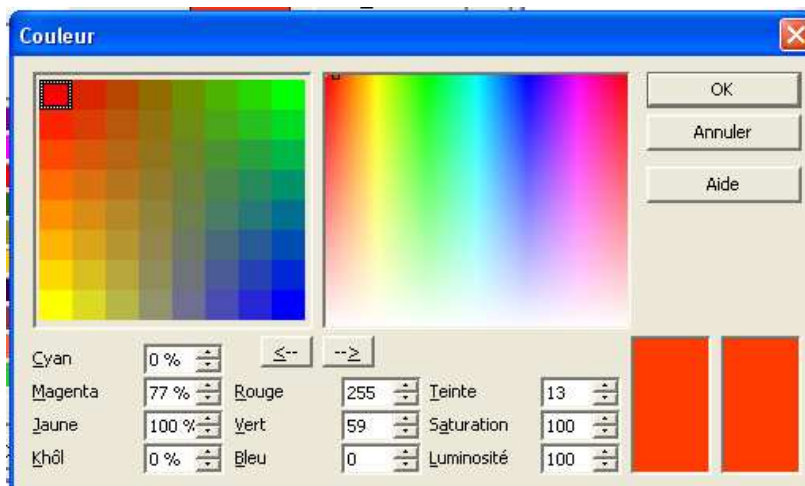 Couleur
OK
Annuler
Aide
<-- -->
Cyan 0 %
Magenta 77 % Rouge 255 Teinte 13
Jaune 100 % Vert 59 Saturation 100
Khôl 0 % Bleu 0 Luminosité 100